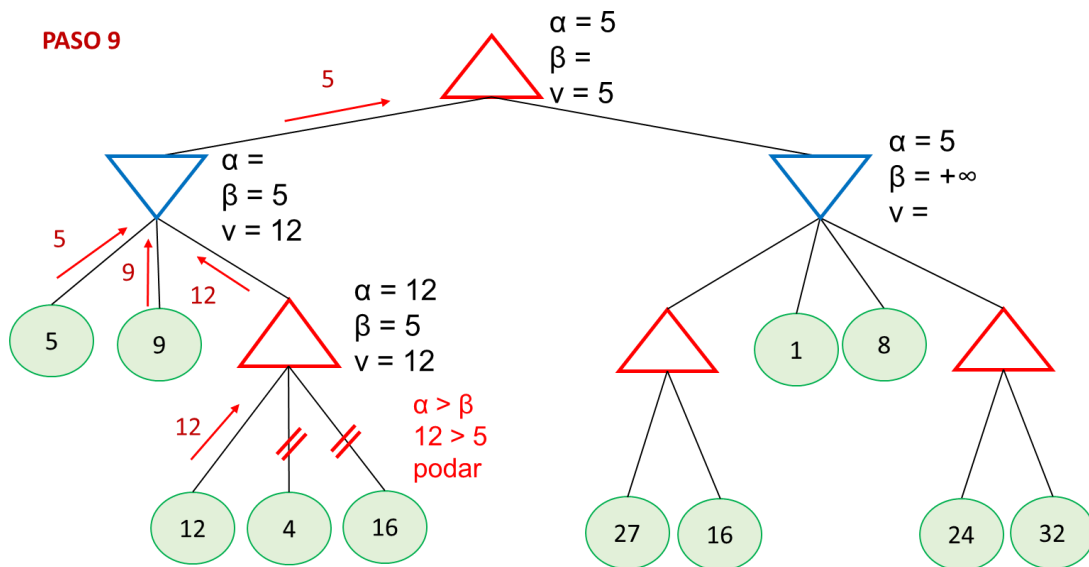 PASO 9
α = 5
β =
v = 5
5
α =
β = 5
v = 12
α = 5
β = +∞
v =
5
9
12
α = 12
β = 5
v = 12
5
9
1
8
12
α > β
12 > 5
podar
12
4
16
27
16
24
32